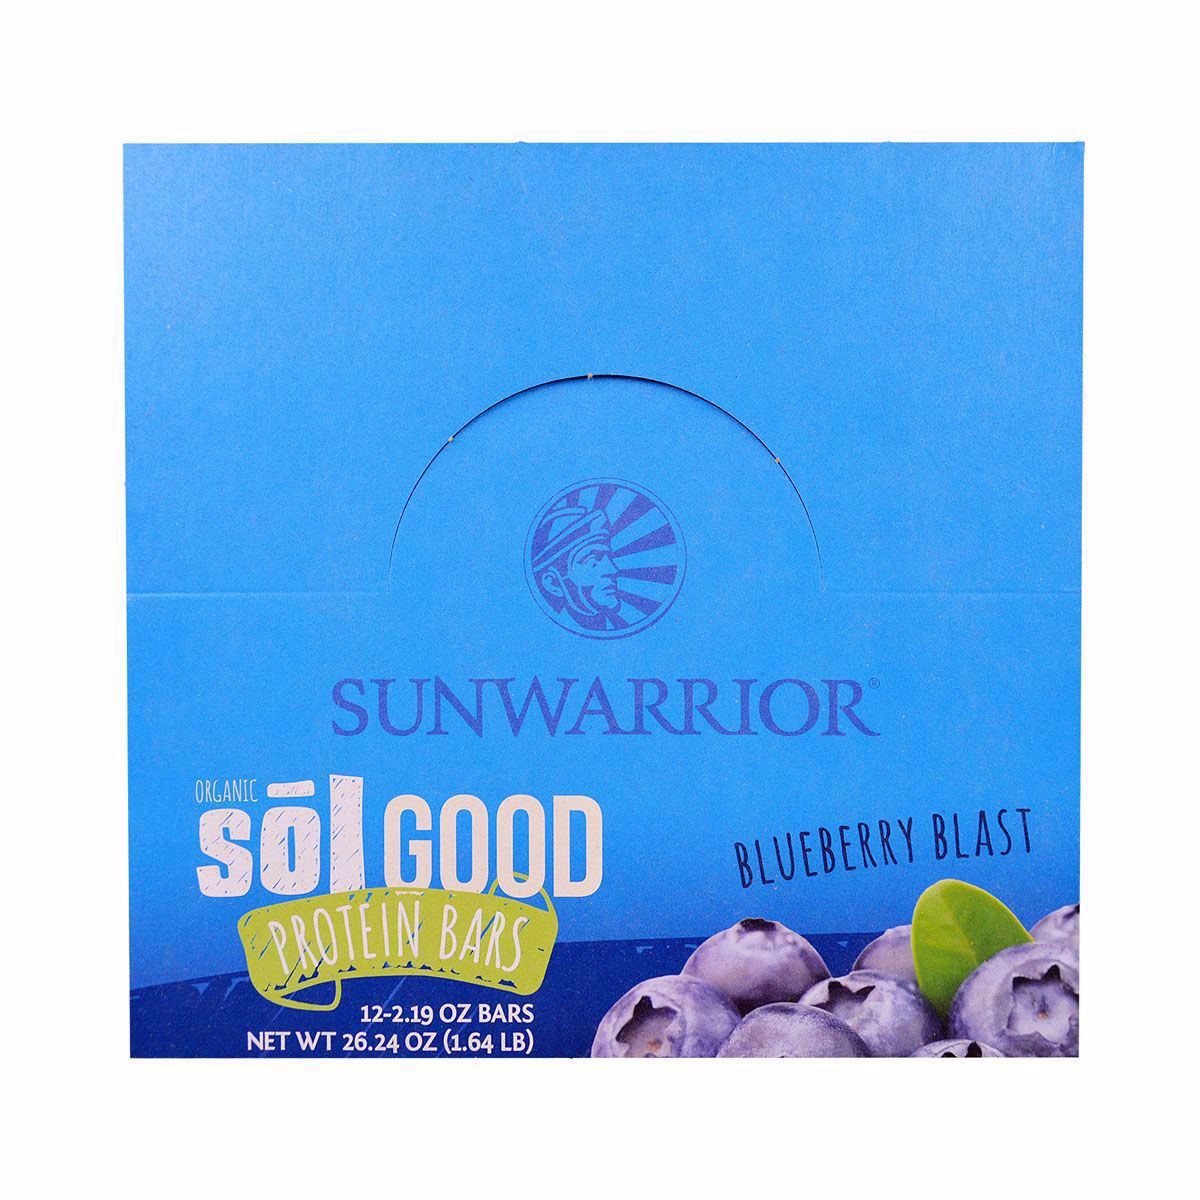 SUNWARRIOR®
ORGANIC
sōl GOOD
PROTEIN BARS
BLUEBERRY BLAST
12-2.19 OZ BARS
NET WT 26.24 OZ (1.64 LB)